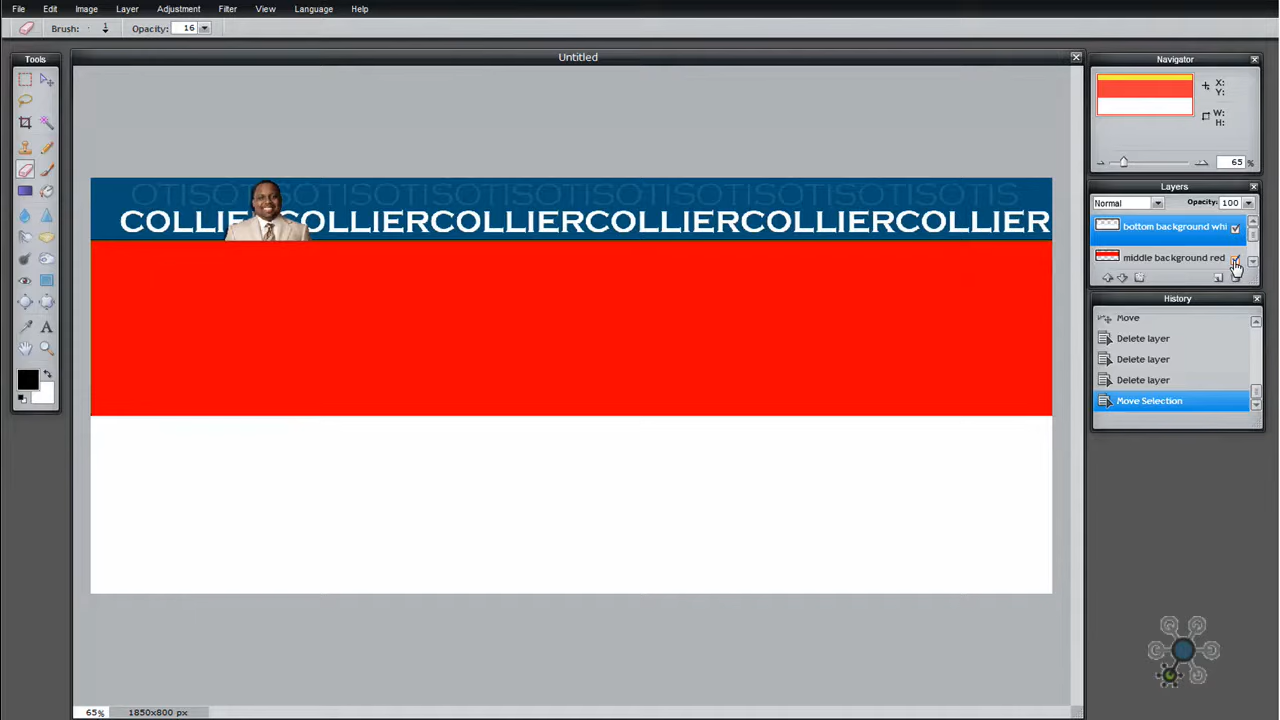 File Edit Image Layer Adjustment Filter View Language Help
Brush: Opacity: 16
Tools
Untitled
Navigator
X:
Y:
W:
H:
65 %
Layers
Normal Opacity: 100
bottom background whi
middle background red
History
Move
Delete layer
Delete layer
Delete layer
Move Selection
OTISOTISOTISOTISOTISOTISOTISOTISOTISOTIS
COLLIERCOLLIERCOLLIERCOLLIERCOLLIERCOLLIER
65% 1850x800 px